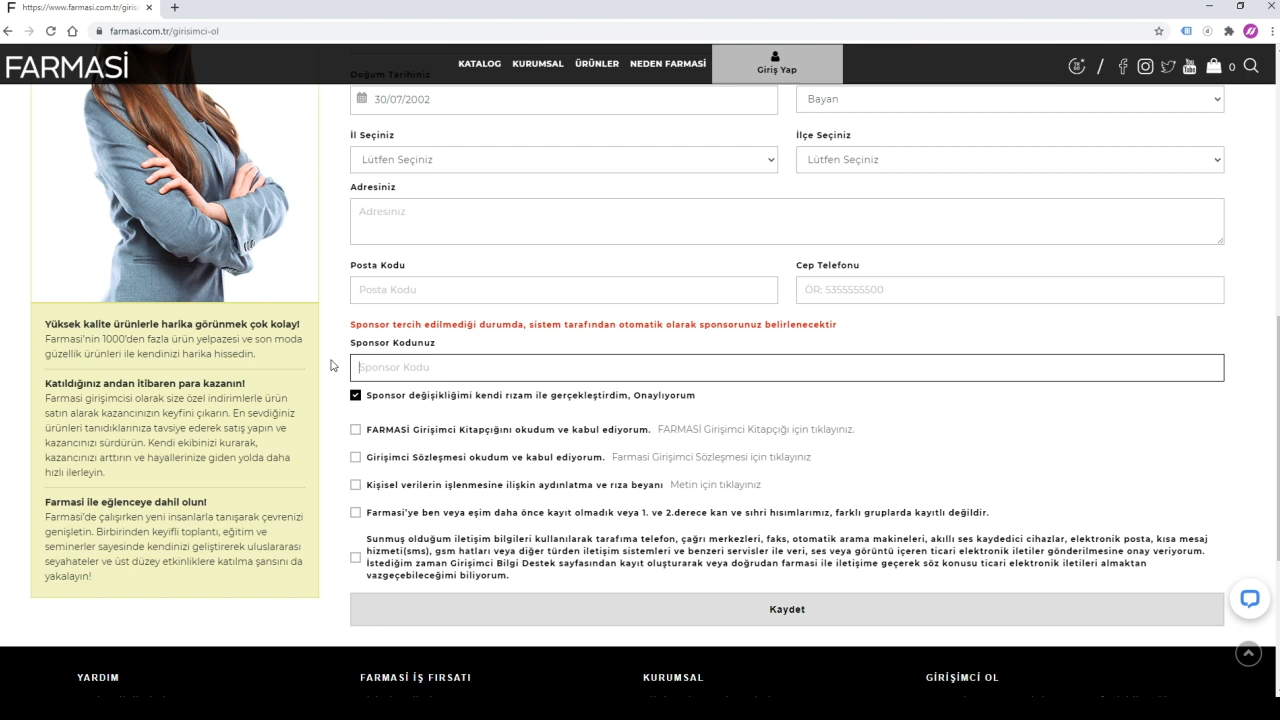 https://www.farmasi.com.tr/giris
farmasi.com.tr/girisimci-ol
FARMASİ
KATALOG KURUMSAL ÜRÜNLER NEDEN FARMASİ
Giriş Yap
0
Doğum Tarihiniz
30/07/2002
Bayan
İl Seçiniz
İlçe Seçiniz
Lütfen Seçiniz
Lütfen Seçiniz
Adresiniz
Adresiniz
Posta Kodu
Cep Telefonu
Posta Kodu
ÖR: 5355555500
Sponsor tercih edilmediği durumda, sistem tarafından otomatik olarak sponsorunuz belirlenecektir
Sponsor Kodunuz
Sponsor Kodu
Sponsor değişikliğimi kendi rızam ile gerçekleştirdim, Onaylıyorum
FARMASİ Girişimci Kitapçığını okudum ve kabul ediyorum. FARMASİ Girişimci Kitapçığı için tıklayınız.
Girişimci Sözleşmesi okudum ve kabul ediyorum. Farmasi Girişimci Sözleşmesi için tıklayınız
Kişisel verilerin işlenmesine ilişkin aydınlatma ve rıza beyanı Metin için tıklayınız
Farmasi'ye ben veya eşim daha önce kayıt olmadık veya 1. ve 2.derece kan ve sıhri hısımlarımız, farklı gruplarda kayıtlı değildir.
Sunmuş olduğum iletişim bilgileri kullanılarak tarafıma telefon, çağrı merkezleri, faks, otomatik arama makineleri, akıllı ses kaydedici cihazlar, elektronik posta, kısa mesaj
hizmeti(sms), gsm hatları veya diğer türden iletişim sistemleri ve benzeri servisler ile veri, ses veya görüntü içeren ticari elektronik iletiler gönderilmesine onay veriyorum.
İstediğim zaman Girişimci Bilgi Destek sayfasından kayıt oluşturarak veya doğrudan farmasi ile iletişime geçerek söz konusu ticari elektronik iletileri almaktan
vazgeçebileceğimi biliyorum.
Kaydet
Yüksek kalite ürünlerle harika görünmek çok kolay!
Farmasi'nin 1000'den fazla ürün yelpazesi ve son moda
güzellik ürünleri ile kendinizi harika hissedin.
Katıldığınız andan itibaren para kazanın!
Farmasi girişimcisi olarak size özel indirimlerle ürün
satın alarak kazancınızın keyfini çıkarın. En sevdiğiniz
ürünleri tanıdıklarınıza tavsiye ederek satış yapın ve
kazancınızı sürdürün. Kendi ekibinizi kurarak,
kazancınızı arttırın ve hayallerinize giden yolda daha
hızlı ilerleyin.
Farmasi ile eğlenceye dahil olun!
Farmasi'de çalışırken yeni insanlarla tanışarak çevrenizi
genişletin. Birbirinden keyifli toplantı, eğitim ve
seminerler sayesinde kendinizi geliştirerek uluslararası
seyahateler ve üst düzey etkinliklere katılma şansını da
yakalayın!
YARDIM
FARMASİ İŞ FIRSATI
KURUMSAL
GİRİŞİMCİ OL